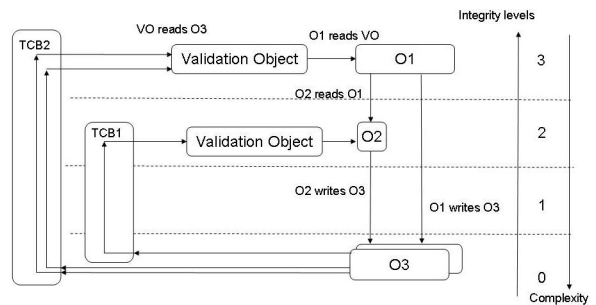 Integrity levels
VO reads O3
O1 reads VO
TCB2
Validation Object
O1
3
O2 reads O1
TCB1
Validation Object
O2
2
O2 writes O3
O1 writes O3
1
O3
0
Complexity